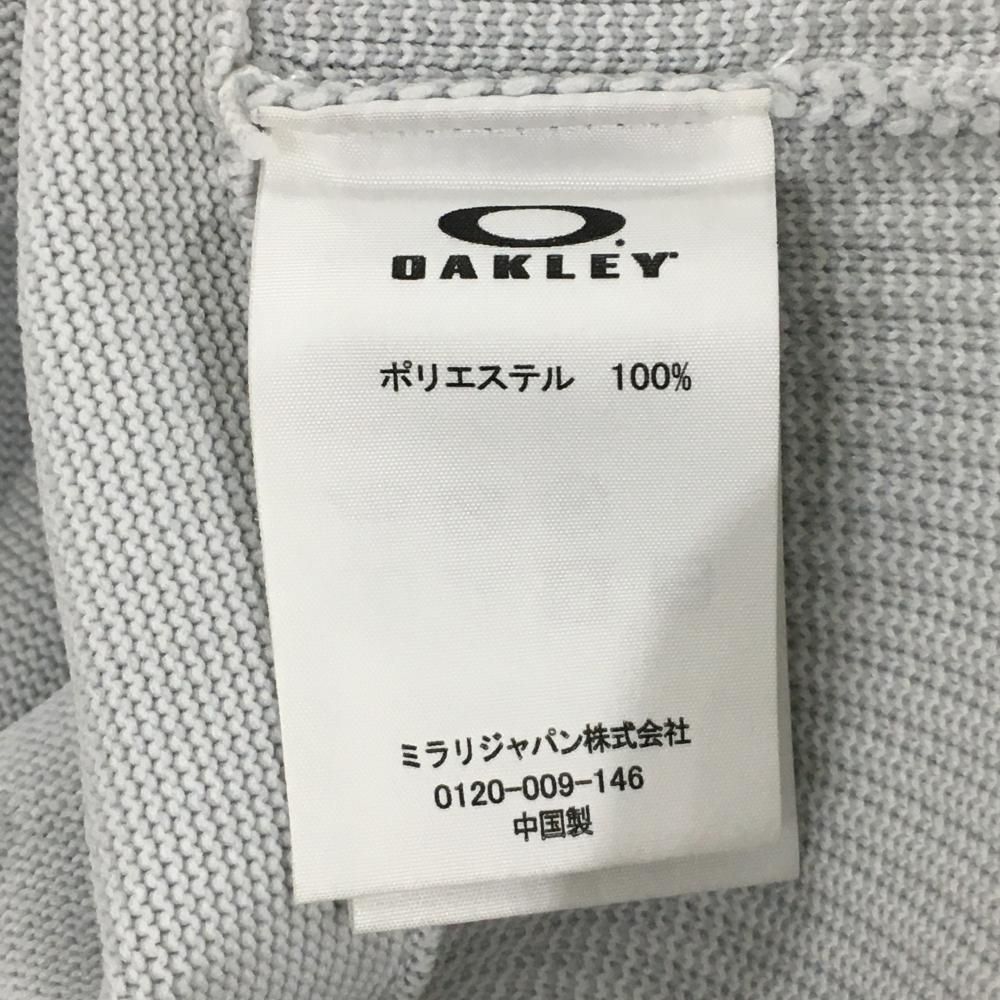 OAKLEY
ポリエステル 100%
ミラリジャパン株式会社
0120-009-146
中国製